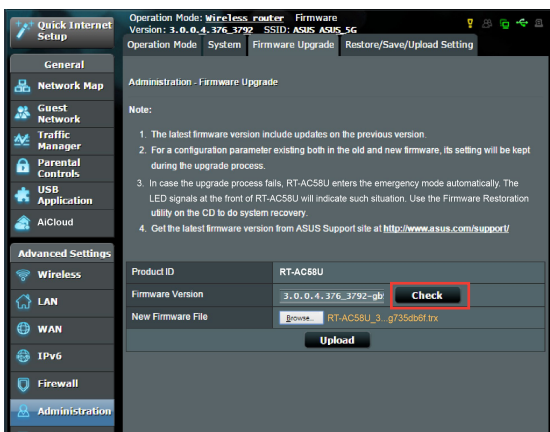 Quick Internet
Setup
General
Network Map
Guest
Network
Traffic
Manager
Parental
Controls
USB
Application
AiCloud
Advanced Settings
Wireless
LAN
WAN
IPv6
Firewall
Administration
Operation Mode: Wireless router Firmware
Version: 3.0.0.4.376_3792 SSID: ASUS ASUS_5G
Operation Mode System Firmware Upgrade Restore/Save/Upload Setting
Administration - Firmware Upgrade
Note:
1. The latest firmware version include updates on the previous version.
2. For a configuration parameter existing both in the old and new firmware, its setting will be kept
during the upgrade process.
3. In case the upgrade process fails, RT-AC58U enters the emergency mode automatically. The
LED signals at the front of RT-AC58U will indicate such situation. Use the Firmware Restoration
utility on the CD to do system recovery.
4. Get the latest firmware version from ASUS Support site at http://www.asus.com/support/
Product ID RT-AC58U
Firmware Version 3.0.0.4.376_3792-gb Check
New Firmware File Browse... RT-AC58U_3...g735db6f.trx
Upload